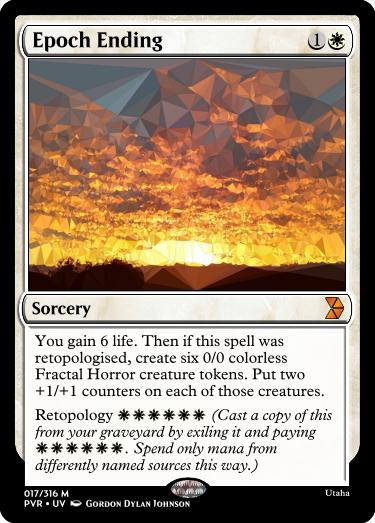 Epoch Ending 1
Sorcery
You gain 6 life. Then if this spell was
retopologised, create six 0/0 colorless
Fractal Horror creature tokens. Put two
+1/+1 counters on each of those creatures.
Retopology ☀☀☀☀☀☀ (Cast a copy of this
from your graveyard by exiling it and paying
☀☀☀☀☀☀. Spend only mana from
differently named sources this way.)
017/316 M
Utaha
PVR • UV Gordon Dylan Johnson